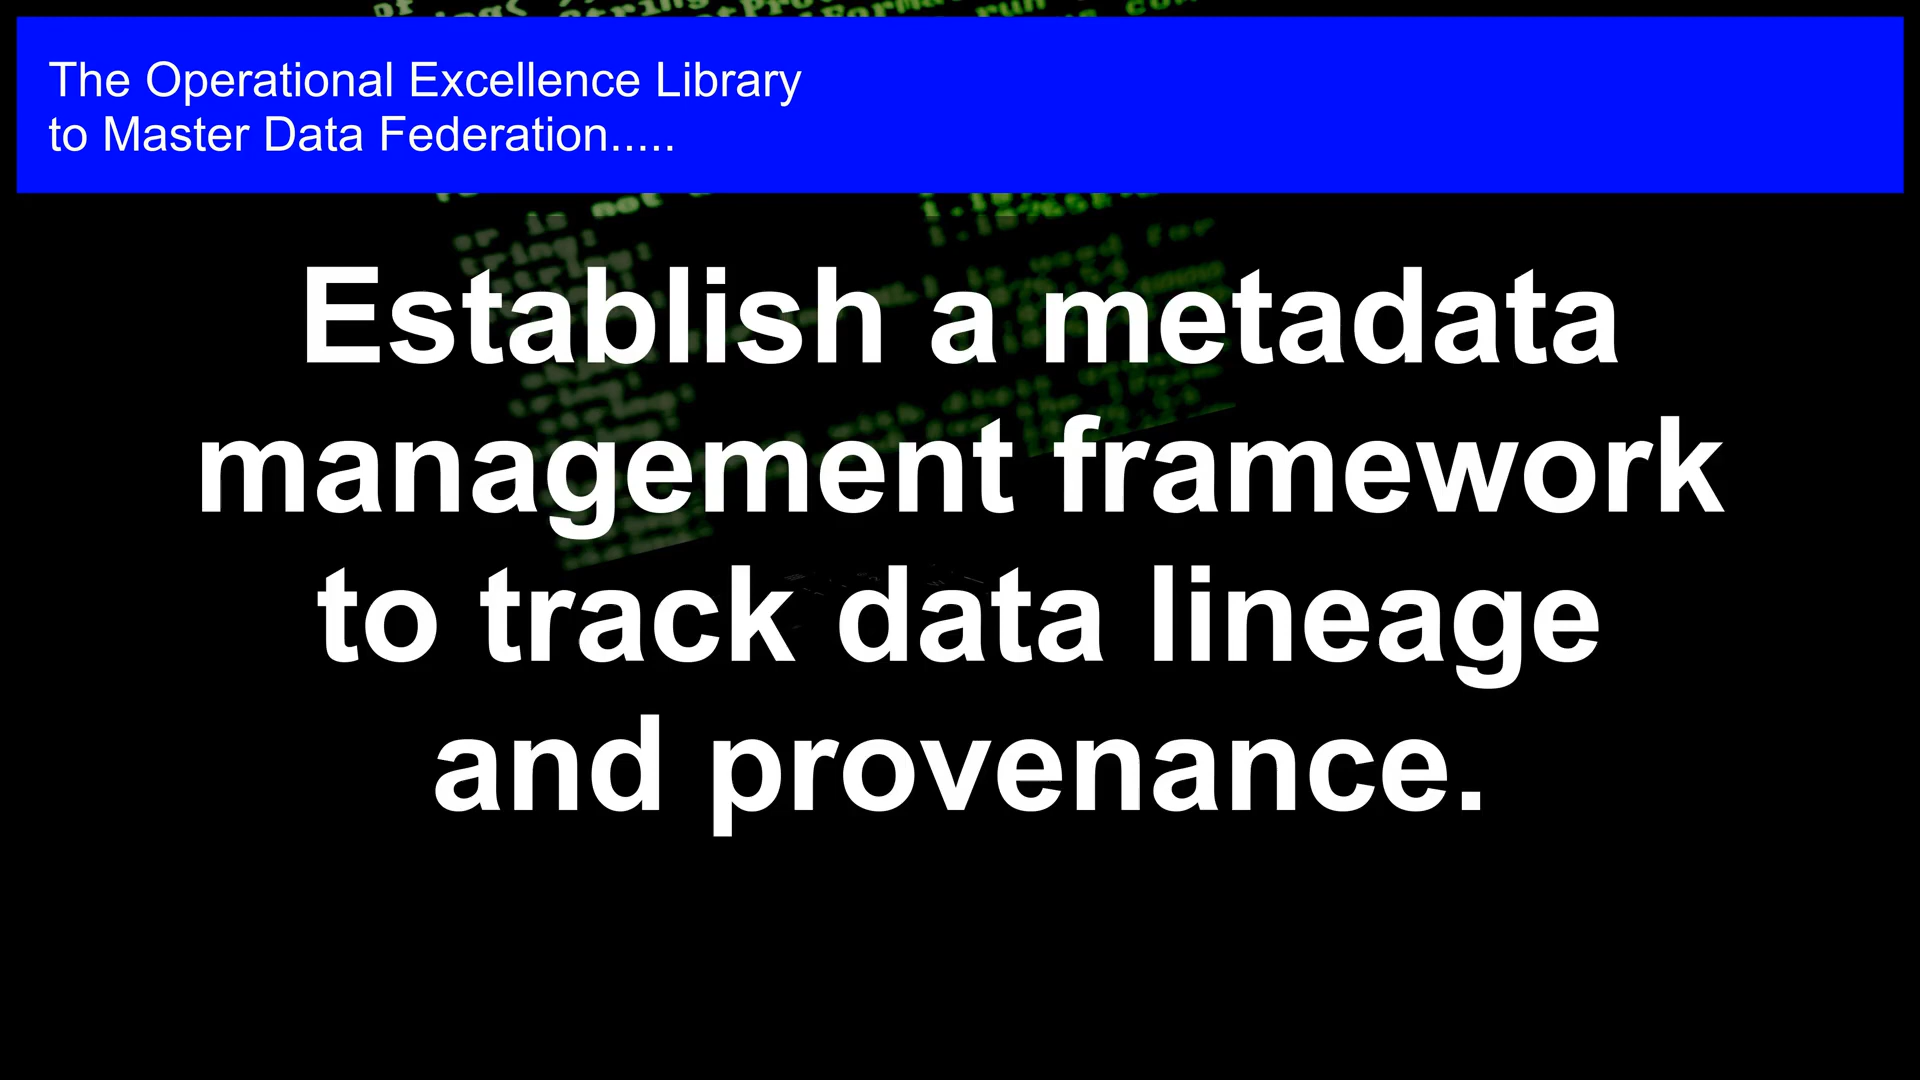 The Operational Excellence Library
to Master Data Federation.....
Establish a metadata
management framework
to track data lineage
and provenance.